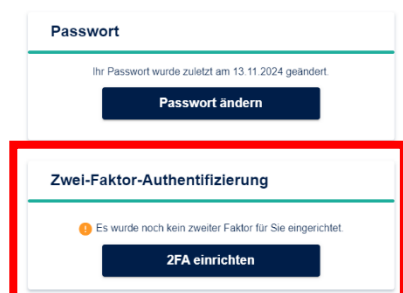 Passwort
Ihr Passwort wurde zuletzt am 13.11.2024 geändert.
Passwort ändern
Zwei-Faktor-Authentifizierung
! Es wurde noch kein zweiter Faktor für Sie eingerichtet.
2FA einrichten